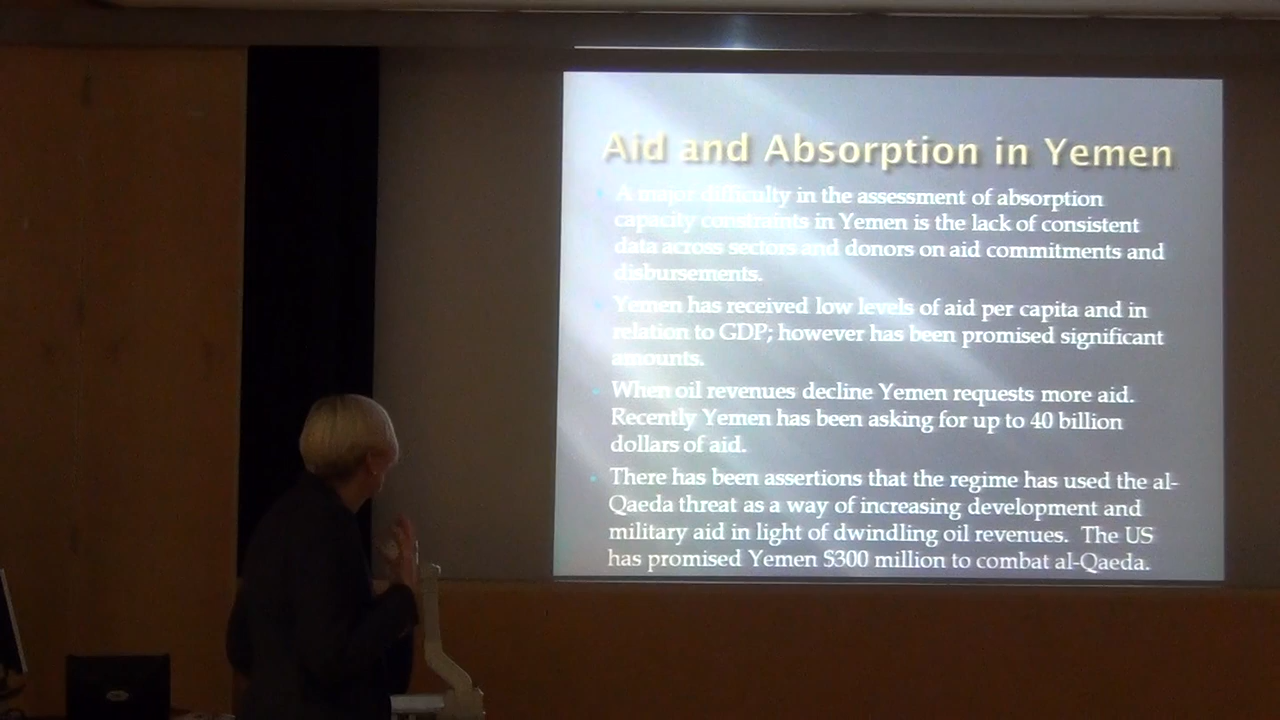 Aid and Absorption in Yemen
A major difficulty in the assessment of absorption
capacity constraints in Yemen is the lack of consistent
data across sectors and donors on aid commitments and
disbursements.
Yemen has received low levels of aid per capita and in
relation to GDP; however has been promised significant
amounts.
When oil revenues decline Yemen requests more aid.
Recently Yemen has been asking for up to 40 billion
dollars of aid.
There has been assertions that the regime has used the al-
Qaeda threat as a way of increasing development and
military aid in light of dwindling oil revenues. The US
has promised Yemen $300 million to combat al-Qaeda.